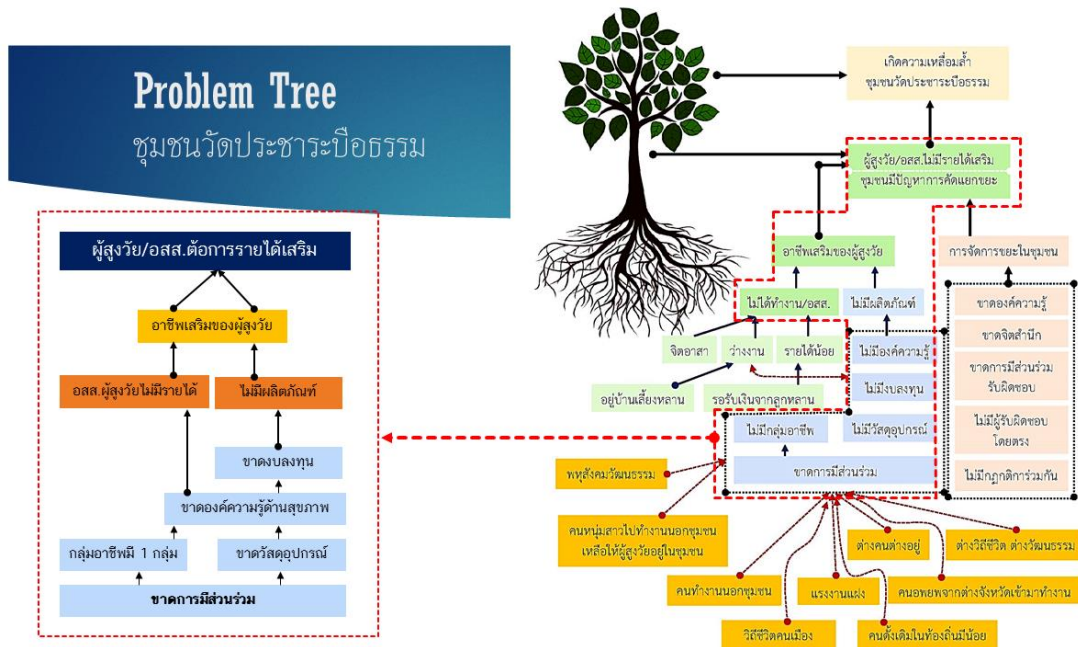 Problem Tree
ชุมชนวัดประชาระบือธรรม
ผู้สูงวัย/อสส.ต้อการรายได้เสริม
อาชีพเสริมของผู้สูงวัย
อสส.ผู้สูงวัยไม่มีรายได้
ไม่มีผลิตภัณฑ์
ขาดงบลงทุน
ขาดองค์ความรู้ด้านสุขภาพ
กลุ่มอาชีพมี 1 กลุ่ม
ขาดวัสดุอุปกรณ์
ขาดการมีส่วนร่วม
เกิดความเหลื่อมล้ำ
ชุมชนวัดประชาระบือธรรม
ผู้สูงวัย/อสส.ไม่มีรายได้เสริม
ชุมชนมีปัญหาการคัดแยกขยะ
อาชีพเสริมของผู้สูงวัย
การจัดการขยะในชุมชน
ไม่ได้ทำงาน/อสส.
ไม่มีผลิตภัณฑ์
จิตอาสา
ว่างงาน
รายได้น้อย
อยู่บ้านเลี้ยงหลาน
รอรับเงินจากลูกหลาน
ไม่มีองค์ความรู้
ไม่มีงบลงทุน
ไม่มีวัสดุอุปกรณ์
ไม่มีกลุ่มอาชีพ
ขาดการมีส่วนร่วม
ขาดองค์ความรู้
ขาดจิตสำนึก
ขาดการมีส่วนร่วม
รับผิดชอบ
ไม่มีผู้รับผิดชอบ
โดยตรง
ไม่มีกฎกติการ่วมกัน
พหุสังคมวัฒนธรรม
คนหนุ่มสาวไปทำงานนอกชุมชน
เหลือให้ผู้สูงวัยอยู่ในชุมชน
คนทำงานนอกชุมชน
วิถีชีวิตคนเมือง
แรงงานแฝง
ต่างคนต่างอยู่
คนดั้งเดิมในท้องถิ่นมีน้อย
คนอพยพจากต่างจังหวัดเข้ามาทำงาน
ต่างวิถีชีวิต ต่างวัฒนธรรม